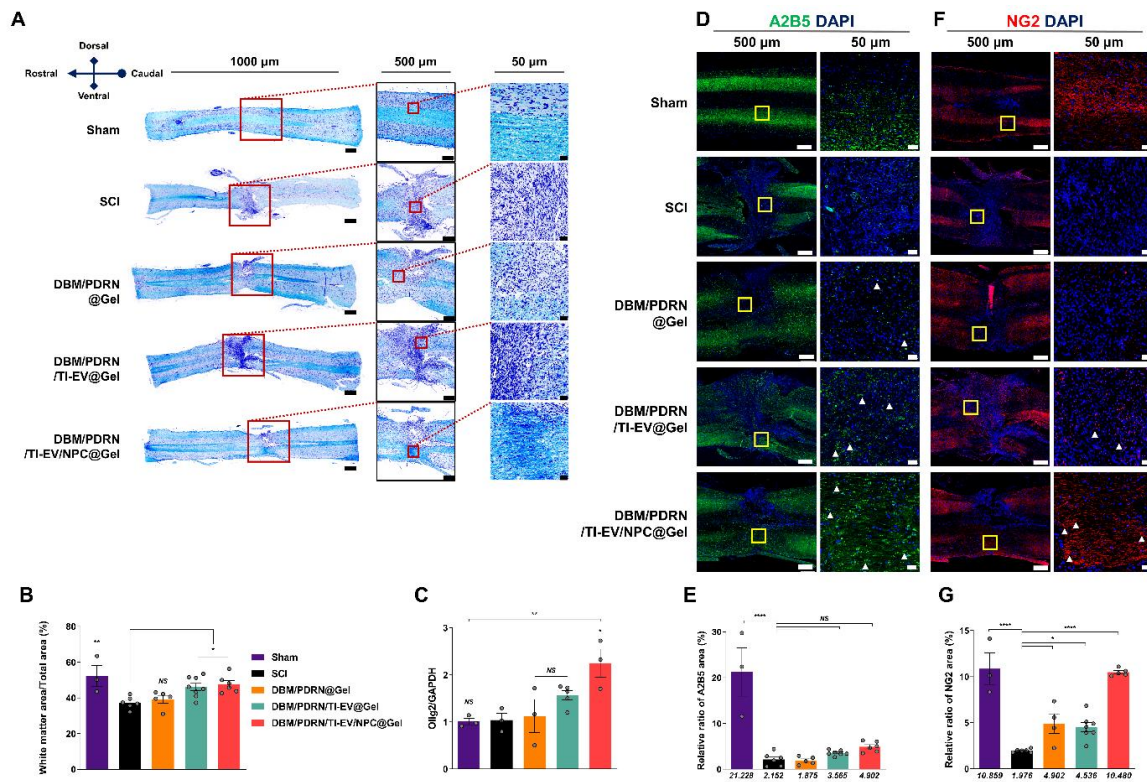 A
Dorsal
Rostral
Caudal
Ventral
1000 µm
500 µm
50 µm
Sham
SCI
DBM/PDRN
@Gel
DBM/PDRN
/TI-EV@Gel
DBM/PDRN
/TI-EV/NPC@Gel
D
A2B5 DAPI
500 µm
50 µm
F
NG2 DAPI
500 µm
50 µm
Sham
SCI
DBM/PDRN
@Gel
DBM/PDRN
/TI-EV@Gel
DBM/PDRN
/TI-EV/NPC@Gel
B
White matter area/Total area (%)
80
60
40
20
0
**
NS
*
Sham
SCI
DBM/PDRN@Gel
DBM/PDRN/TI-EV@Gel
DBM/PDRN/TI-EV/NPC@Gel
C
Olig2/GAPDH
3.0
2.0
1.0
0.0
NS
NS
**
*
E
Relative ratio of A2B5 area (%)
30
20
10
0
****
NS
21.228
2.152
1.875
3.565
4.902
G
Relative ratio of NG2 area (%)
15
10
5
0
****
****
*
10.859
1.976
4.902
4.535
10.480